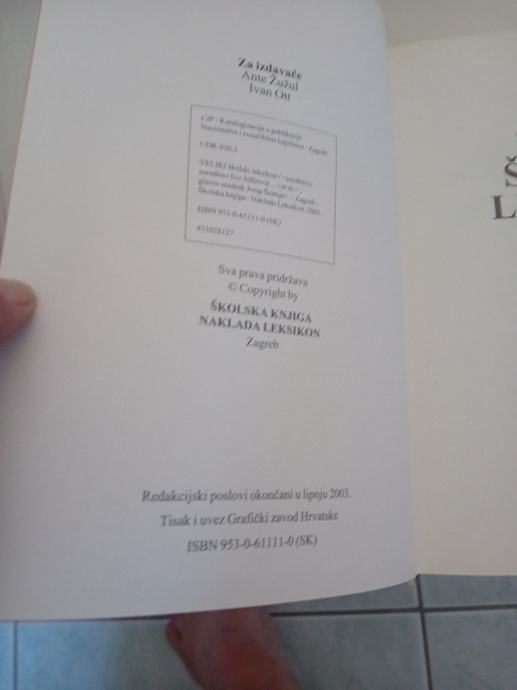 Za izdavače
Ante Žužul
Ivan Ott
CIP - Katalogizacija u publikaciji
Nacionalna i sveučilišna knjižnica - Zagreb
UDK 030.2
VELIKI školski leksikon / urednici
Ivo
glavni urednik Josip Šentija - Zagreb
Školska knjiga : Naklada Leksikon, 2003.
ISBN 953-0-61111-0 (SK)
Sva prava pridržava
© Copyright by
ŠKOLSKA KNJIGA
NAKLADA LEKSIKON
Zagreb
Redakcijski poslovi okončani u lipnju 2003.
Tisak i uvez Grafički zavod Hrvatske
ISBN 953-0-61111-0 (SK)